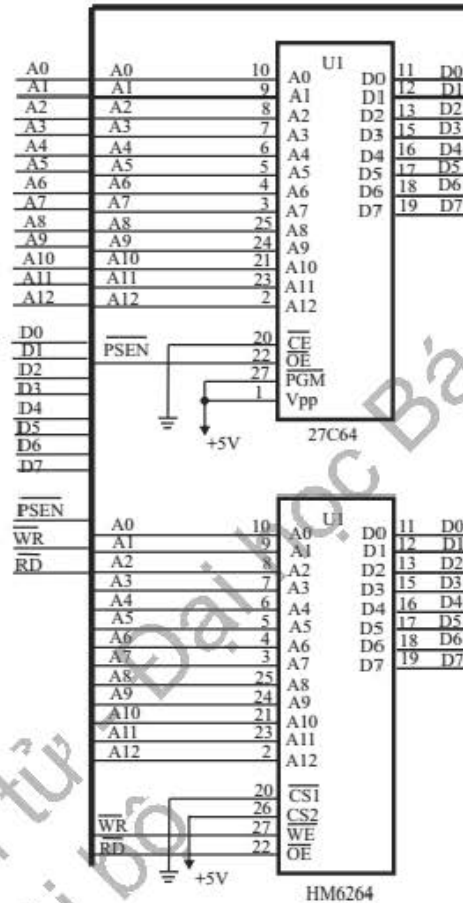 A0 A0 10 A0 U1 D0 11 D0
A1 A1 9 A1 D1 12 D1
A2 A2 8 A2 D2 13 D2
A3 A3 7 A3 D3 15 D3
A4 A4 6 A4 D4 16 D4
A5 A5 5 A5 D5 17 D5
A6 A6 4 A6 D6 18 D6
A7 A7 3 A7 D7 19 D7
A8 A8 25 A8
A9 A9 24 A9
A10 A10 21 A10
A11 A11 23 A11
A12 A12 2 A12
D0
D1 PSEN 20 CE
D2 22 OE
D3 27 PGM
D4 1 Vpp
D5 +5V 27C64
D6
D7
PSEN
WR
RD
A0 10 A0 U1 D0 11 D0
A1 9 A1 D1 12 D1
A2 8 A2 D2 13 D2
A3 7 A3 D3 15 D3
A4 6 A4 D4 16 D4
A5 5 A5 D5 17 D5
A6 4 A6 D6 18 D6
A7 3 A7 D7 19 D7
A8 25 A8
A9 24 A9
A10 21 A10
A11 23 A11
A12 2 A12
20 CS1
26 CS2
WR 27 WE
RD 22 OE
+5V
HM6264
tử - Đại học Bá
bộ